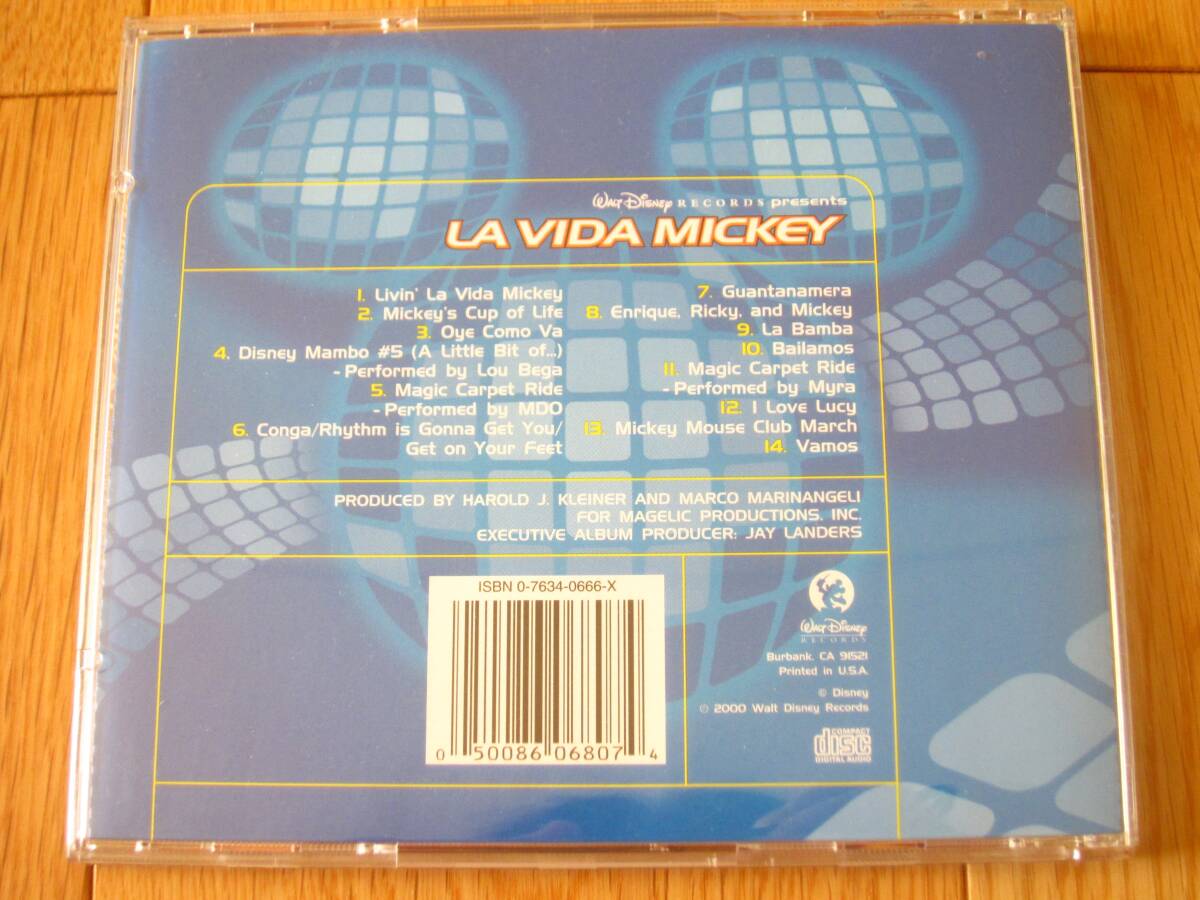 Walt Disney RECORDS presents
LA VIDA MICKEY
1. Livin' La Vida Mickey
2. Mickey's Cup of Life
3. Oye Como Va
4. Disney Mambo #5 (A Little Bit of...)
- Performed by Lou Bega
5. Magic Carpet Ride
- Performed by MDO
6. Conga/Rhythm is Gonna Get You/
Get on Your Feet
7. Guantanamera
8. Enrique, Ricky, and Mickey
9. La Bamba
10. Bailamos
11. Magic Carpet Ride
- Performed by Myra
12. I Love Lucy
13. Mickey Mouse Club March
14. Vamos
PRODUCED BY HAROLD J. KLEINER AND MARCO MARINANGELI
FOR MAGELIC PRODUCTIONS, INC.
EXECUTIVE ALBUM PRODUCER: JAY LANDERS
ISBN 0-7634-0666-X
0 50086 06807 4
Walt Disney
RECORDS
Burbank, CA 91521
Printed in U.S.A.
© Disney
℗ 2000 Walt Disney Records
COMPACT
disc
DIGITAL AUDIO